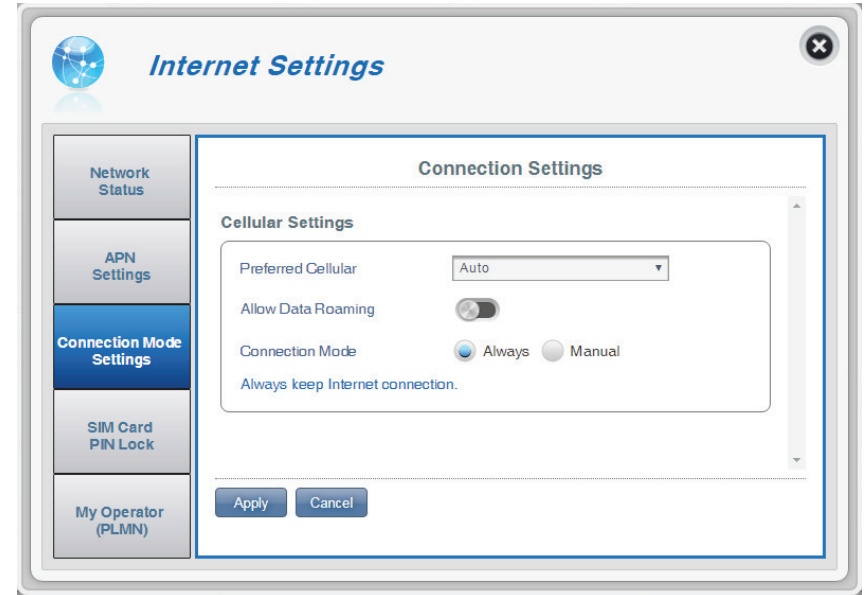 Internet Settings
Network
Status
APN
Settings
Connection Mode
Settings
SIM Card
PIN Lock
My Operator
(PLMN)
Connection Settings
Cellular Settings
Preferred Cellular
Auto
Allow Data Roaming
Connection Mode
Always
Manual
Always keep Internet connection.
Apply
Cancel